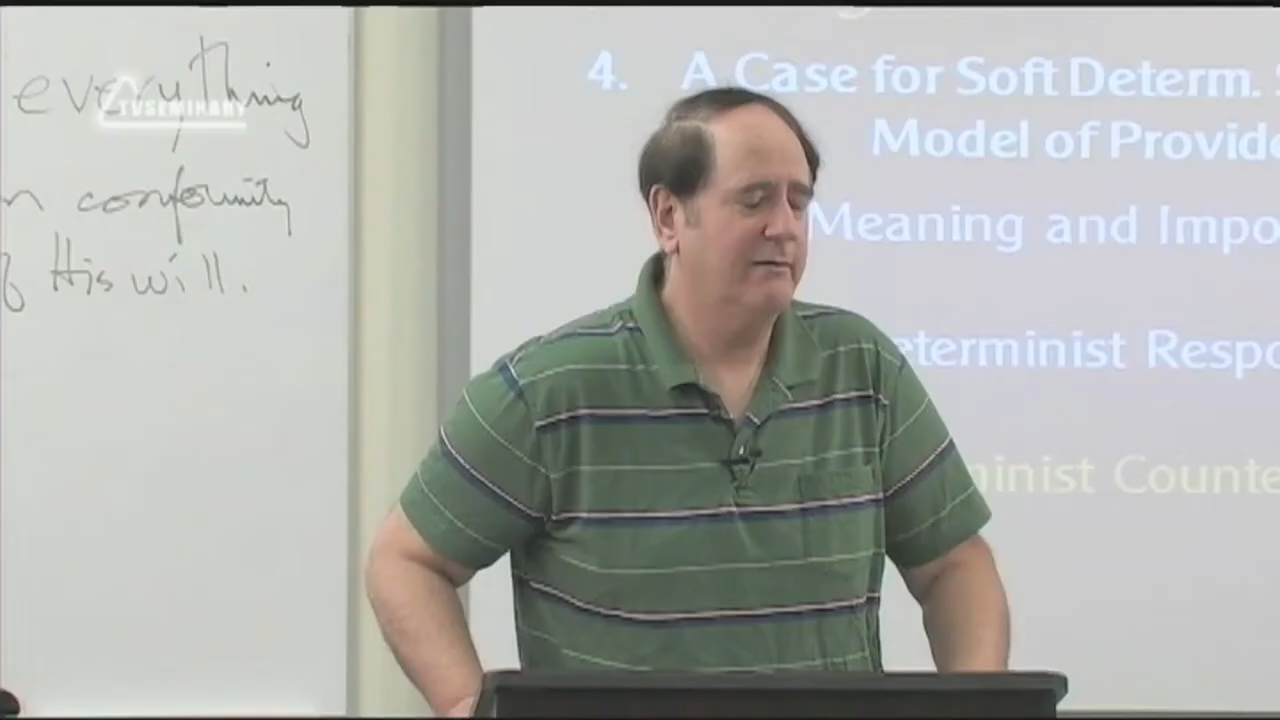 everything
TVSEMINARY
n conformity
f His will.
4. A Case for Soft Determ.
Model of Provide
Meaning and Impo
eterminist Respo
minist Counte